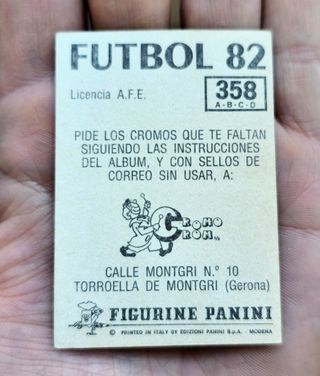 FUTBOL 82
Licencia A.F.E.
358
A-B-C-D
PIDE LOS CROMOS QUE TE FALTAN
SIGUIENDO LAS INSTRUCCIONES
DEL ALBUM, Y CON SELLOS DE
CORREO SIN USAR, A:
CROMO
CROM
CALLE MONTGRI N.º 10
TORROELLA DE MONTGRI (Gerona)
FIGURINE PANINI
© PRINTED IN ITALY BY EDIZIONI PANINI S.p.A. - MODENA